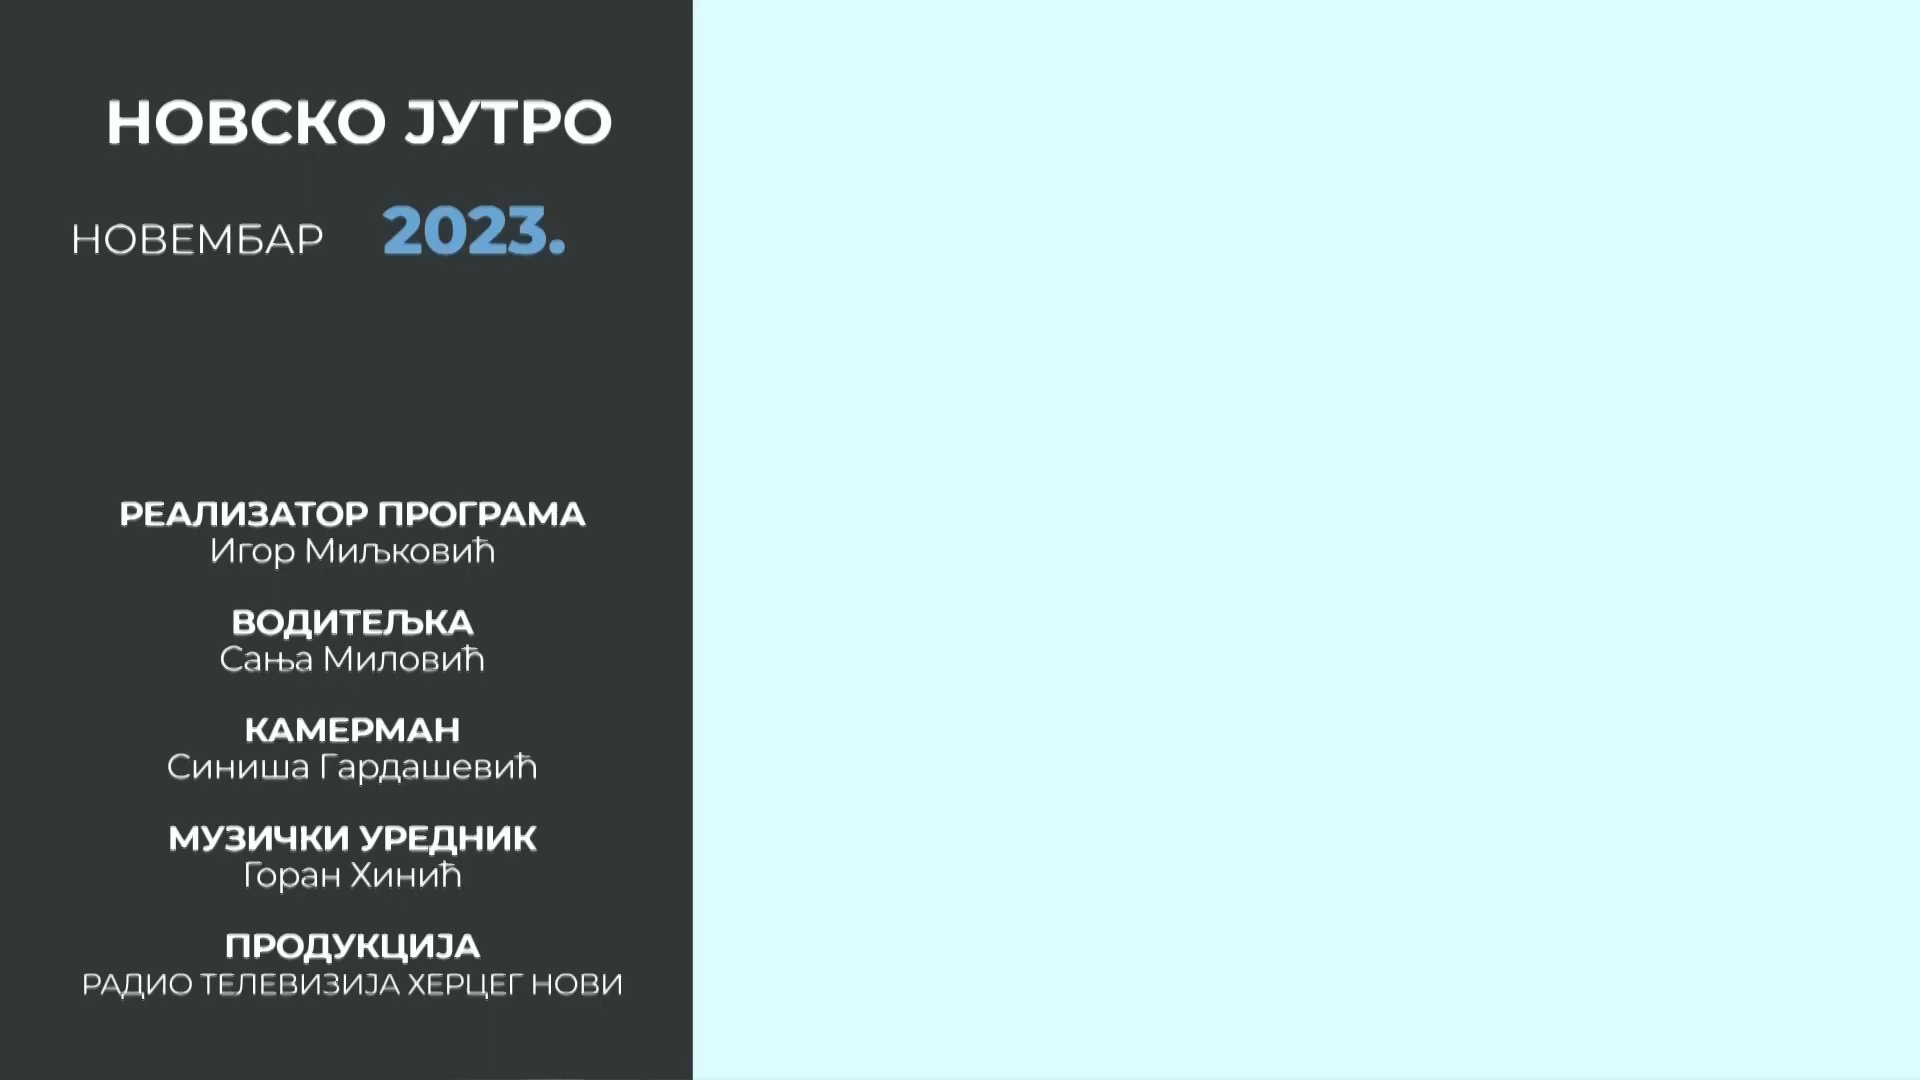 НОВСКО ЈУТРО
НОВЕМБАР 2023.
РЕАЛИЗАТОР ПРОГРАМА
Игор Миљковић
ВОДИТЕЉКА
Сања Миловић
КАМЕРМАН
Синиша Гардашевић
МУЗИЧКИ УРЕДНИК
Горан Хинић
ПРОДУКЦИЈА
РАДИО ТЕЛЕВИЗИЈА ХЕРЦЕГ НОВИ